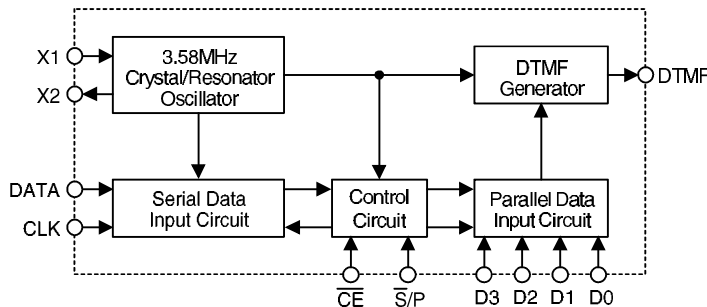 X1
X2
3.58MHz
Crystal/Resonator
Oscillator
DTMF
Generator
DTMF
DATA
CLK
Serial Data
Input Circuit
Control
Circuit
Parallel Data
Input Circuit
C̅E̅
S̅/P
D3
D2
D1
D0